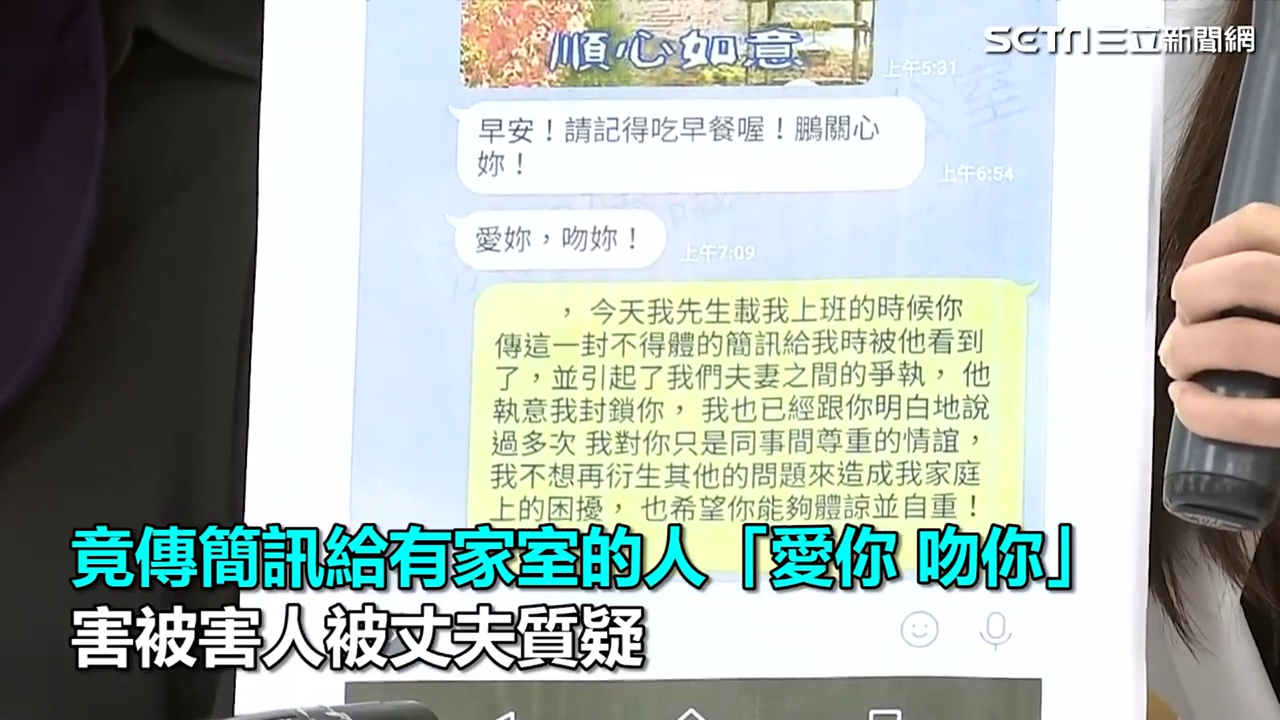 SETN三立新聞網
順心如意
上午5:31
早安！請記得吃早餐喔！鵬關心
妳！
上午6:54
愛妳，吻妳！
上午7:09
，今天我先生載我上班的時候你
傳這一封不得體的簡訊給我時被他看到
了，並引起了我們夫妻之間的爭執， 他
執意我封鎖你， 我也已經跟你明白地說
過多次 我對你只是同事間尊重的情誼，
我不想再衍生其他的問題來造成我家庭
上的困擾， 也希望你能夠體諒並自重！
竟傳簡訊給有家室的人「愛你 吻你」
害被害人被丈夫質疑